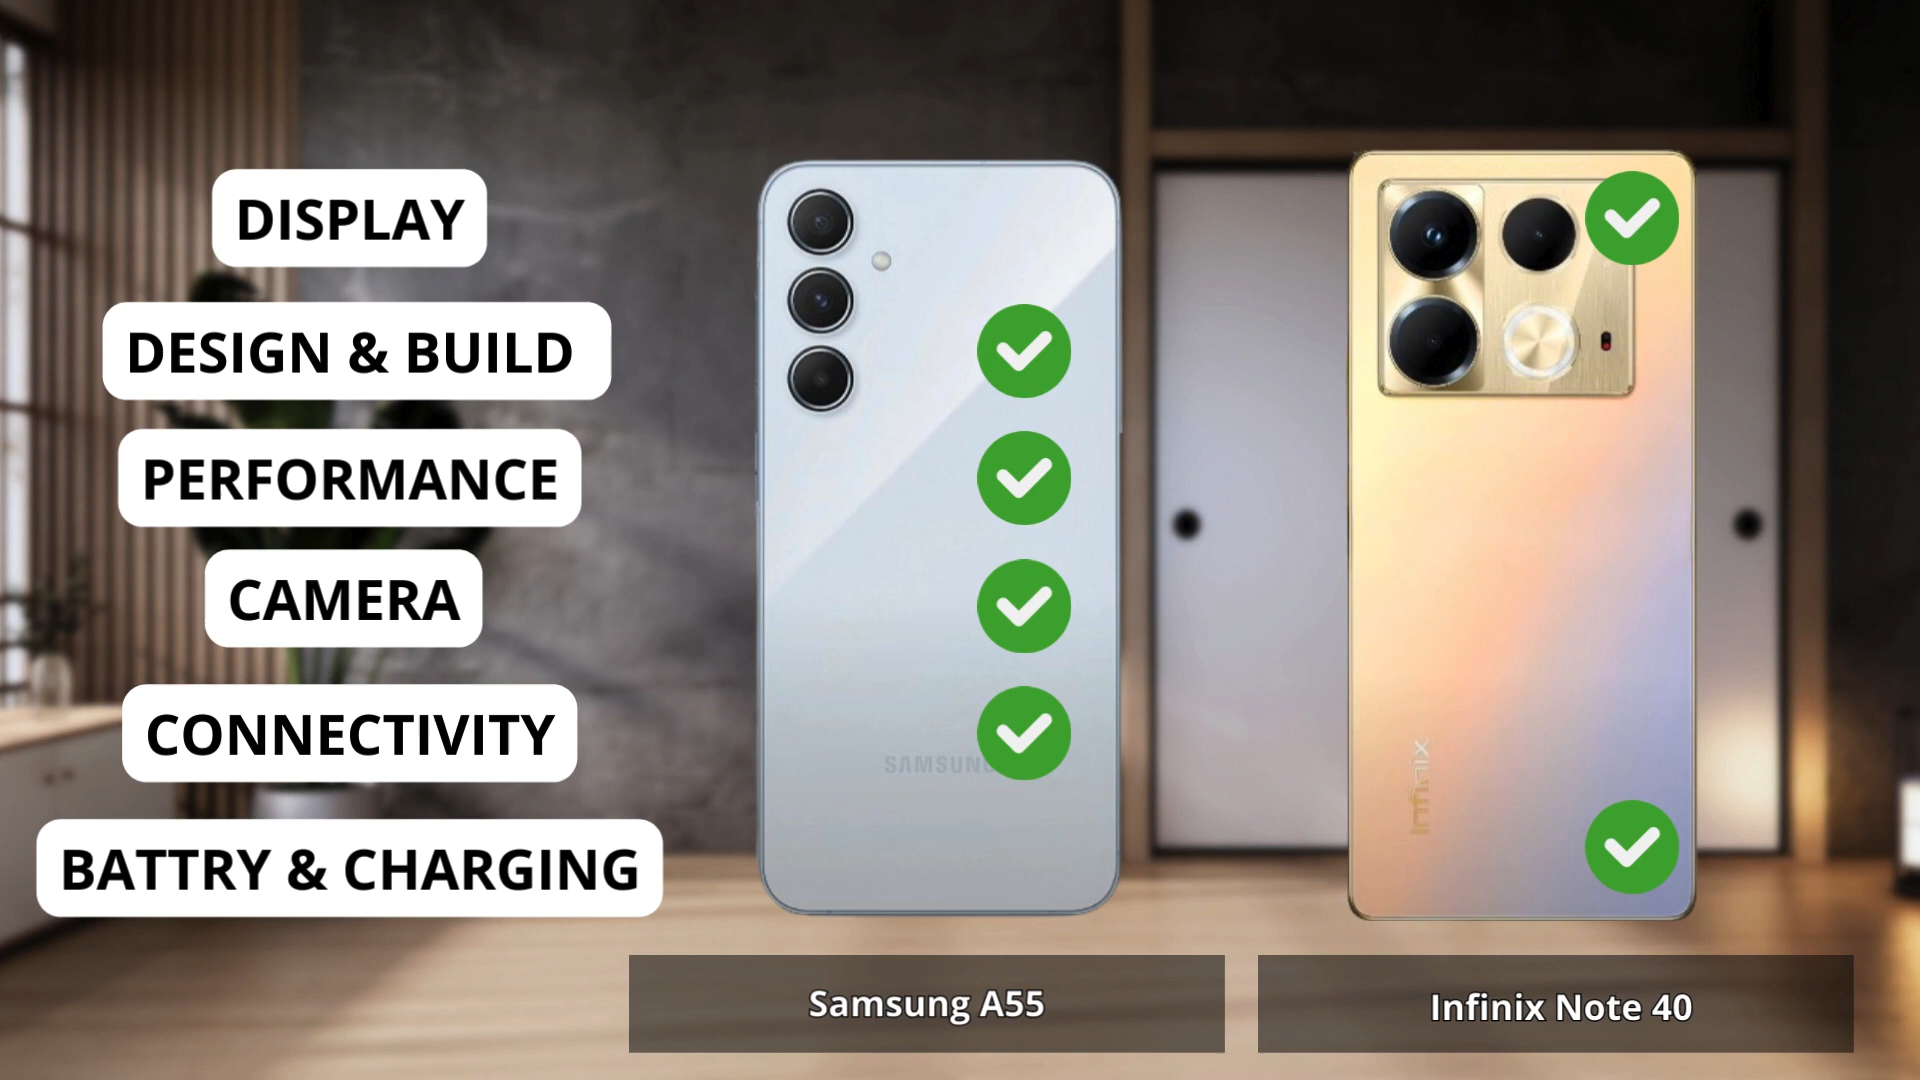 DISPLAY
DESIGN & BUILD
PERFORMANCE
CAMERA
CONNECTIVITY
BATTRY & CHARGING
SAMSUNG
Infinix
Samsung A55
Infinix Note 40